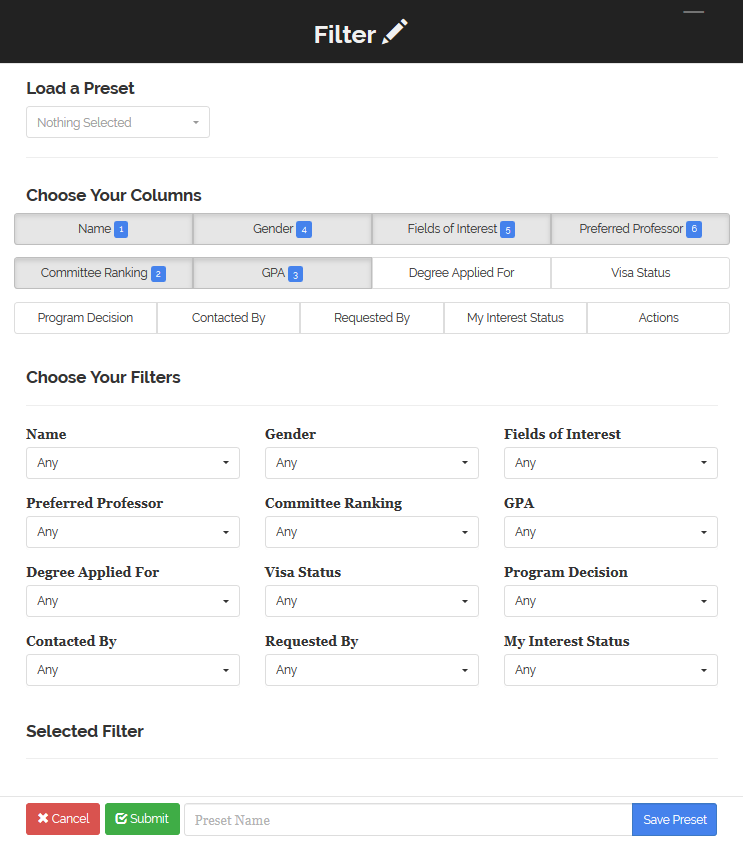 Filter
Load a Preset
Nothing Selected
Choose Your Columns
Name 1 Gender 4 Fields of Interest 5 Preferred Professor 6
Committee Ranking 2 GPA 3 Degree Applied For Visa Status
Program Decision Contacted By Requested By My Interest Status Actions
Choose Your Filters
Name Gender Fields of Interest
Any Any Any
Preferred Professor Committee Ranking GPA
Any Any Any
Degree Applied For Visa Status Program Decision
Any Any Any
Contacted By Requested By My Interest Status
Any Any Any
Selected Filter
Cancel Submit Preset Name Save Preset